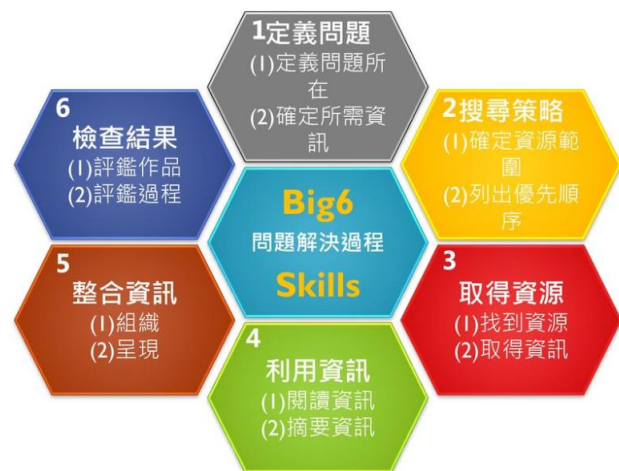 1定義問題
(1)定義問題所
在
(2)確定所需資
訊
2搜尋策略
(1)確定資源範
圍
(2)列出優先順
序
3
取得資源
(1)找到資源
(2)取得資訊
4
利用資訊
(1)閱讀資訊
(2)摘要資訊
5
整合資訊
(1)組織
(2)呈現
6
檢查結果
(1)評鑑作品
(2)評鑑過程
Big6
問題解決過程
Skills